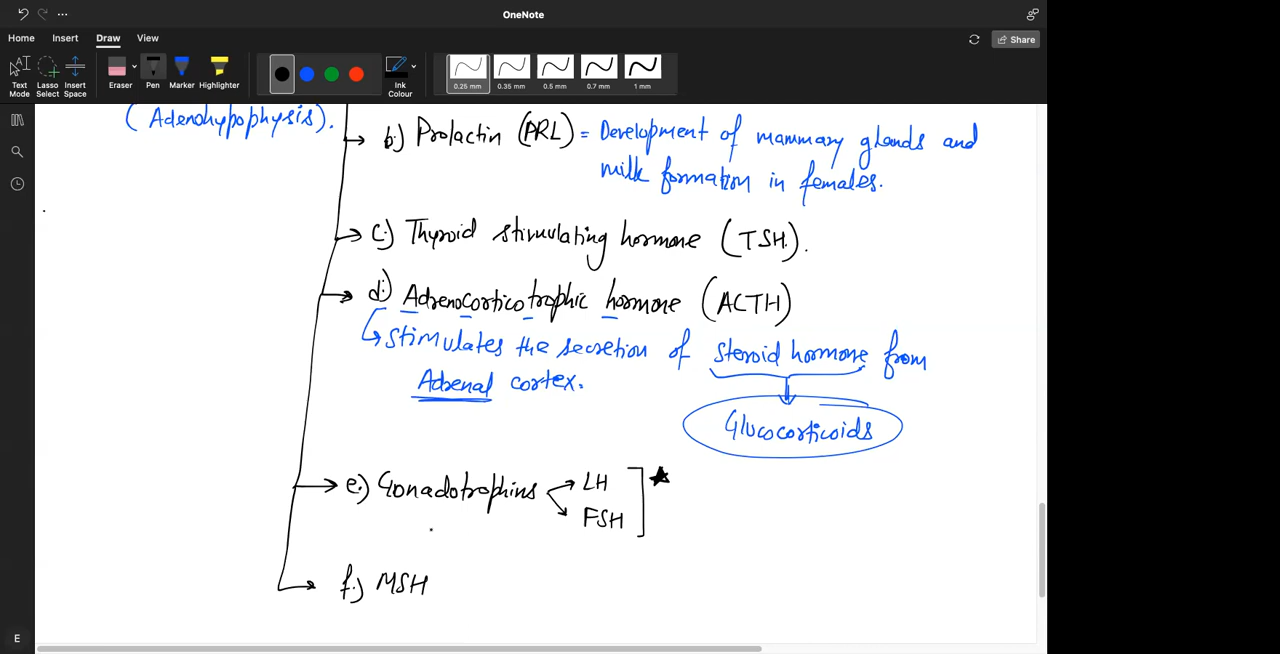 OneNote
Home Insert Draw View
Share
Text Mode
Lasso Select
Insert Space
Eraser
Pen
Marker
Highlighter
Ink Colour
0.25 mm 0.35 mm 0.5 mm 0.7 mm 1 mm
(Adenohypophysis).
b.) Prolactin (PRL) = Development of mammary glands and
milk formation in females.
c.) Thyroid stimulating hormone (TSH).
d.) Adrenocorticotrophic hormone (ACTH)
Stimulates the secretion of steroid hormone from
Adrenal cortex.
Glucocorticoids
e.) Gonadotrophins
LH
FSH
f.) MSH
E